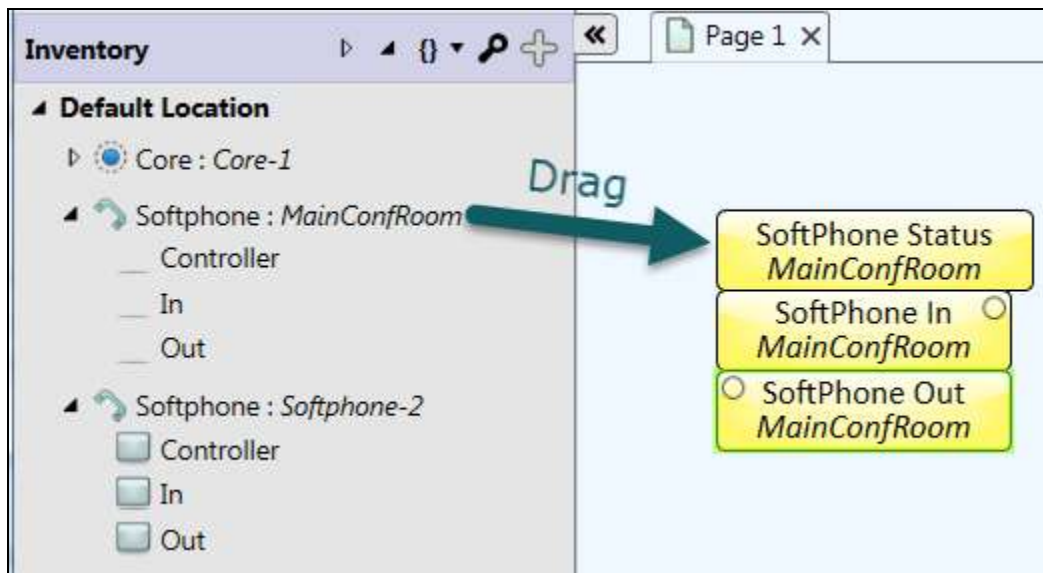 Inventory {}
Default Location
Core : Core-1
Softphone : MainConfRoom
Controller
In
Out
Softphone : Softphone-2
Controller
In
Out
Page 1
Drag
SoftPhone Status
MainConfRoom
SoftPhone In
MainConfRoom
SoftPhone Out
MainConfRoom